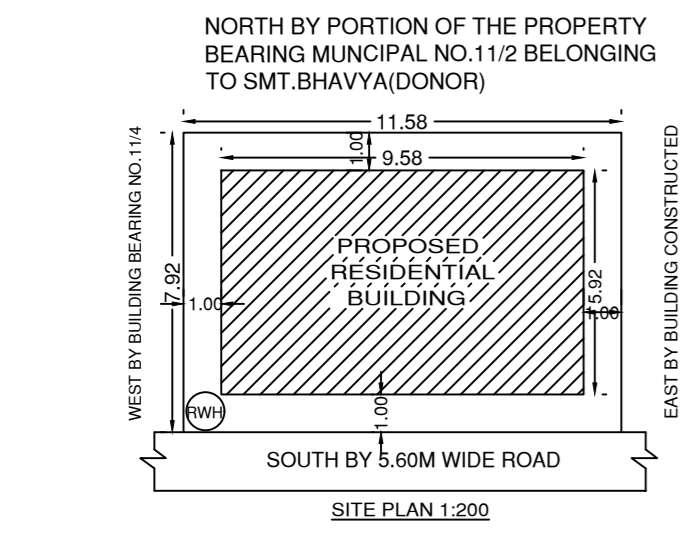 NORTH BY PORTION OF THE PROPERTY
BEARING MUNCIPAL NO.11/2 BELONGING
TO SMT.BHAVYA(DONOR)
11.58
1.00
9.58
WEST BY BUILDING BEARING NO.11/4
7.92
1.00
PROPOSED
RESIDENTIAL
BUILDING
5.92
1.00
EAST BY BUILDING CONSTRUCTED
RWH
1.00
SOUTH BY 5.60M WIDE ROAD
SITE PLAN 1:200